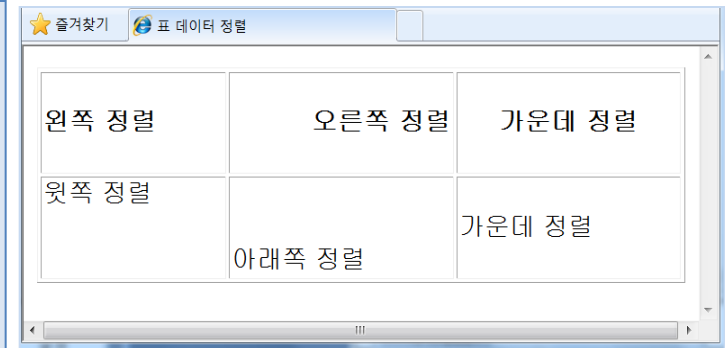 즐겨찾기
표 데이터 정렬
왼쪽 정렬
오른쪽 정렬
가운데 정렬
윗쪽 정렬
아래쪽 정렬
가운데 정렬